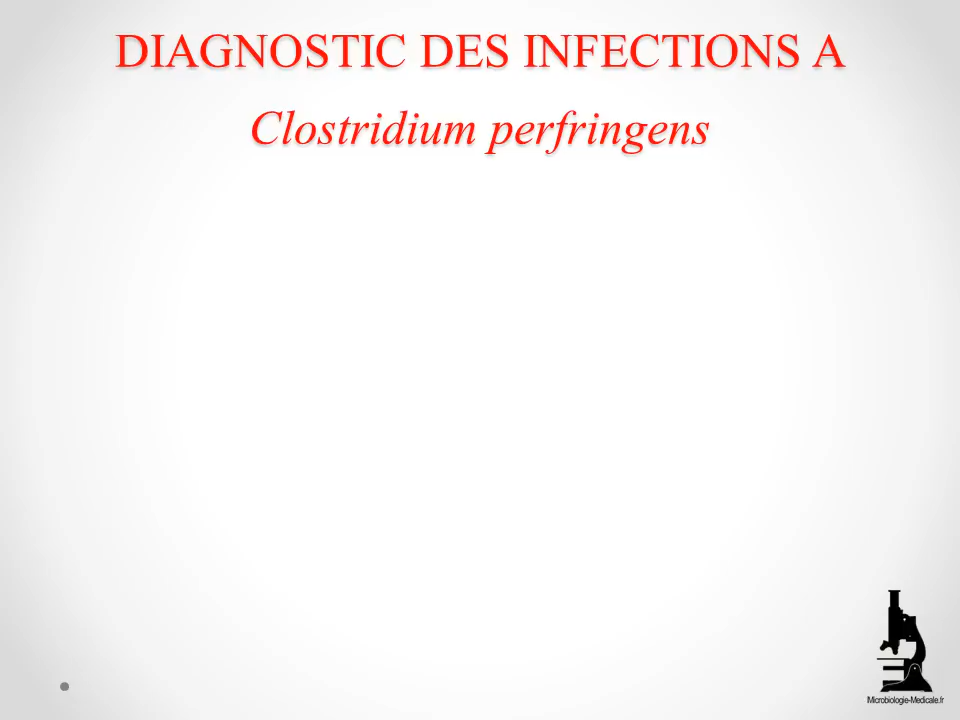 DIAGNOSTIC DES INFECTIONS A
Clostridium perfringens
Microbiologie-Medicale.fr